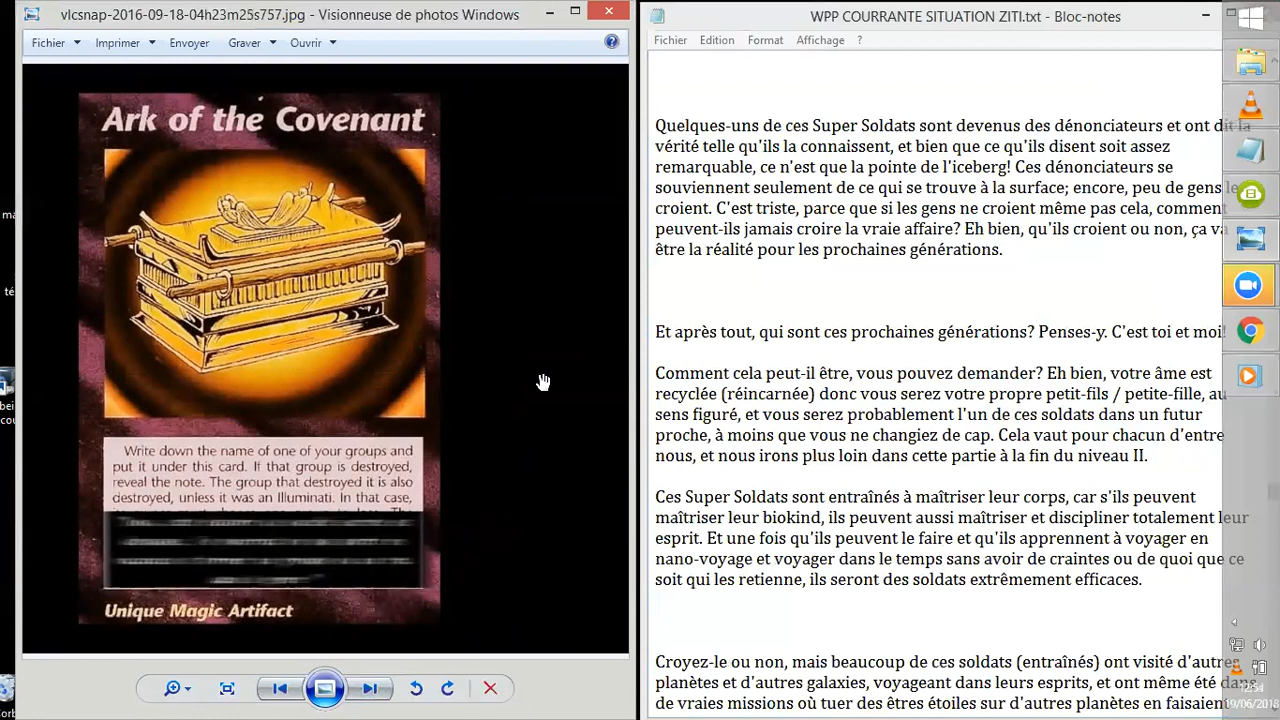 vlcsnap-2016-09-18-04h23m25s757.jpg - Visionneuse de photos Windows
Fichier Imprimer Envoyer Graver Ouvrir
Ark of the Covenant
Write down the name of one of your groups and
put it under this card. If that group is destroyed,
reveal the note. The group that destroyed it is also
destroyed, unless it was an Illuminati. In that case,
Unique Magic Artifact
WPP COURRANTE SITUATION ZITI.txt - Bloc-notes
Fichier Edition Format Affichage ?
Quelques-uns de ces Super Soldats sont devenus des dénonciateurs et ont dit la
vérité telle qu'ils la connaissent, et bien que ce qu'ils disent soit assez
remarquable, ce n'est que la pointe de l'iceberg! Ces dénonciateurs se
souviennent seulement de ce qui se trouve à la surface; encore, peu de gens le
croient. C'est triste, parce que si les gens ne croient même pas cela, comment
peuvent-ils jamais croire la vraie affaire? Eh bien, qu'ils croient ou non, ça va
être la réalité pour les prochaines générations.
Et après tout, qui sont ces prochaines générations? Penses-y. C'est toi et moi!
Comment cela peut-il être, vous pouvez demander? Eh bien, votre âme est
recyclée (réincarnée) donc vous serez votre propre petit-fils / petite-fille, au
sens figuré, et vous serez probablement l'un de ces soldats dans un futur
proche, à moins que vous ne changiez de cap. Cela vaut pour chacun d'entre
nous, et nous irons plus loin dans cette partie à la fin du niveau II.
Ces Super Soldats sont entraînés à maîtriser leur corps, car s'ils peuvent
maîtriser leur biokind, ils peuvent aussi maîtriser et discipliner totalement leur
esprit. Et une fois qu'ils peuvent le faire et qu'ils apprennent à voyager en
nano-voyage et voyager dans le temps sans avoir de craintes ou de quoi que ce
soit qui les retienne, ils seront des soldats extrêmement efficaces.
Croyez-le ou non, mais beaucoup de ces soldats (entraînés) ont visité d'autres
planètes et d'autres galaxies, voyageant dans leurs esprits, et ont même été dans
de vraies missions où tuer des êtres étoiles sur d'autres planètes en faisaient
12:54
19/06/2018